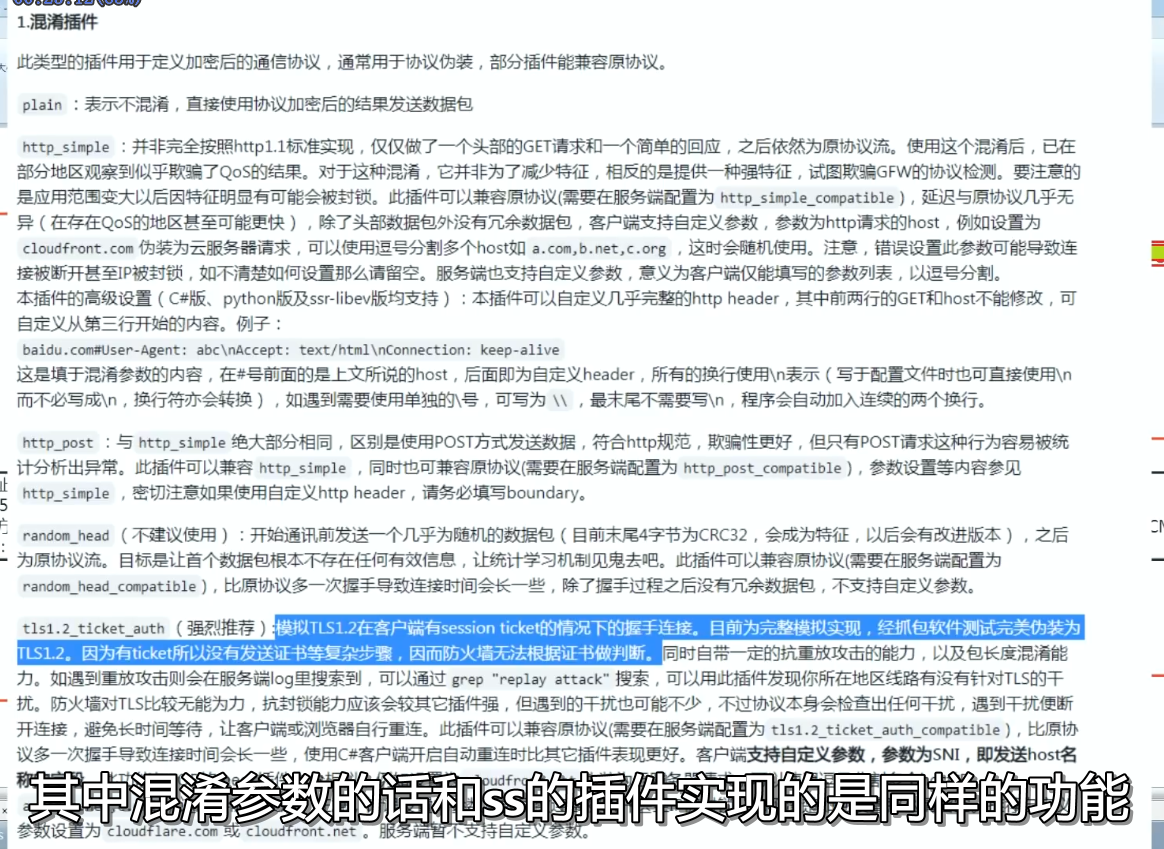 1.混淆插件
此类型的插件用于定义加密后的通信协议，通常用于协议伪装，部分插件能兼容原协议。
plain ：表示不混淆，直接使用协议加密后的结果发送数据包
http_simple ：并非完全按照http1.1标准实现，仅仅做了一个头部的GET请求和一个简单的回应，之后依然为原协议流。使用这个混淆后，已在
部分地区观察到似乎欺骗了QoS的结果。对于这种混淆，它并非为了减少特征，相反的是提供一种强特征，试图欺骗GFW的协议检测。要注意的
是应用范围变大以后因特征明显有可能会被封锁。此插件可以兼容原协议(需要在服务端配置为 http_simple_compatible )，延迟与原协议几乎无
异（在存在QoS的地区甚至可能更快），除了头部数据包外没有冗余数据包，客户端支持自定义参数，参数为http请求的host，例如设置为
cloudfront.com 伪装为云服务器请求，可以使用逗号分割多个host如 a.com,b.net,c.org ，这时会随机使用。注意，错误设置此参数可能导致连
接被断开甚至IP被封锁，如不清楚如何设置那么请留空。服务端也支持自定义参数，意义为客户端仅能填写的参数列表，以逗号分割。
本插件的高级设置（C#版、python版及ssr-libev版均支持）：本插件可以自定义几乎完整的http header，其中前两行的GET和host不能修改，可
自定义从第三行开始的内容。例子：
baidu.com#User-Agent: abc\nAccept: text/html\nConnection: keep-alive
这是填于混淆参数的内容，在#号前面的是上文所说的host，后面即为自定义header，所有的换行使用\n表示（写于配置文件时也可直接使用\n
而不必写成\n，换行符亦会转换），如遇到需要使用单独的\号，可写为 \\ ，最末尾不需要写\n，程序会自动加入连续的两个换行。
http_post ：与 http_simple 绝大部分相同，区别是使用POST方式发送数据，符合http规范，欺骗性更好，但只有POST请求这种行为容易被统
计分析出异常。此插件可以兼容 http_simple ，同时也可兼容原协议(需要在服务端配置为 http_post_compatible )，参数设置等内容参见
http_simple ，密切注意如果使用自定义http header，请务必填写boundary。
random_head （不建议使用）：开始通讯前发送一个几乎为随机的数据包（目前末尾4字节为CRC32，会成为特征，以后会有改进版本），之后
为原协议流。目标是让首个数据包根本不存在任何有效信息，让统计学习机制见鬼去吧。此插件可以兼容原协议(需要在服务端配置为
random_head_compatible )，比原协议多一次握手导致连接时间会长一些，除了握手过程之后没有冗余数据包，不支持自定义参数。
tls1.2_ticket_auth （强烈推荐）:模拟TLS1.2在客户端有session ticket的情况下的握手连接。目前为完整模拟实现，经抓包软件测试完美伪装为
TLS1.2。因为有ticket所以没有发送证书等复杂步骤，因而防火墙无法根据证书做判断。同时自带一定的抗重放攻击的能力，以及包长度混淆能
力。如遇到重放攻击则会在服务端log里搜索到，可以通过 grep "replay attack" 搜索，可以用此插件发现你所在地区线路有没有针对TLS的干
扰。防火墙对TLS比较无能为力，抗封锁能力应该会较其它插件强，但遇到的干扰也可能不少，不过协议本身会检查出任何干扰，遇到干扰便断
开连接，避免长时间等待，让客户端或浏览器自行重连。此插件可以兼容原协议(需要在服务端配置为 tls1.2_ticket_auth_compatible )，比原协
议多一次握手导致连接时间会长一些，使用C#客户端开启自动重连时比其它插件表现更好。客户端支持自定义参数，参数为SNI，即发送host名
称
其中混淆参数的话和ss的插件实现的是同样的功能
参数设置为 cloudflare.com 或 cloudfront.net 。服务端暂不支持自定义参数。